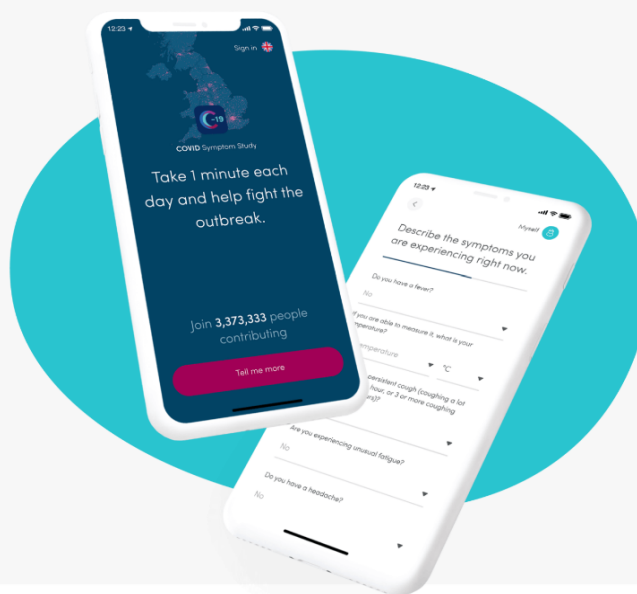 12:23
Sign in
C-19
COVID Symptom Study
Take 1 minute each
day and help fight the
outbreak.
Join 3,373,333 people
contributing
Tell me more
12:23
Myself
Describe the symptoms you
are experiencing right now.
Do you have a fever?
No
you are able to measure it, what is your
mperature?
emperature
°C
persistent cough (coughing a lot
hour, or 3 or more coughing
Are you experiencing unusual fatigue?
No
Do you have a headache?
No